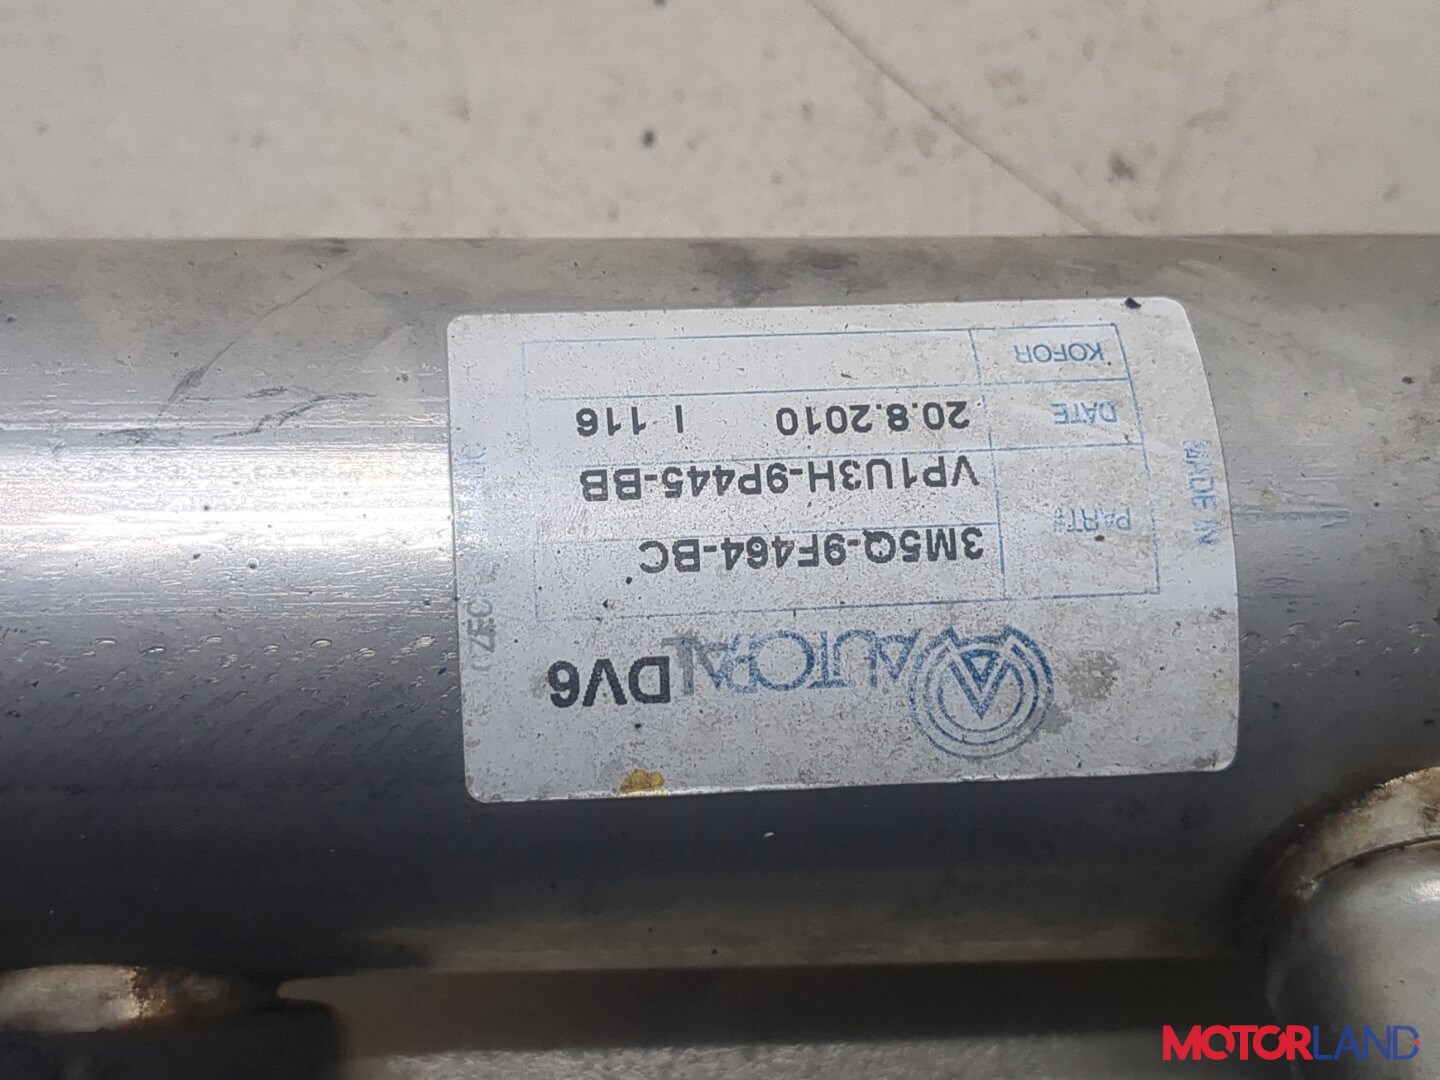 AUTOPAL DV6
3M5Q-9F464-BC
PART# VP1U3H-9P445-BB
DATE 20.8.2010 I 116
KOFOR
MADE IN
MOTORLAND